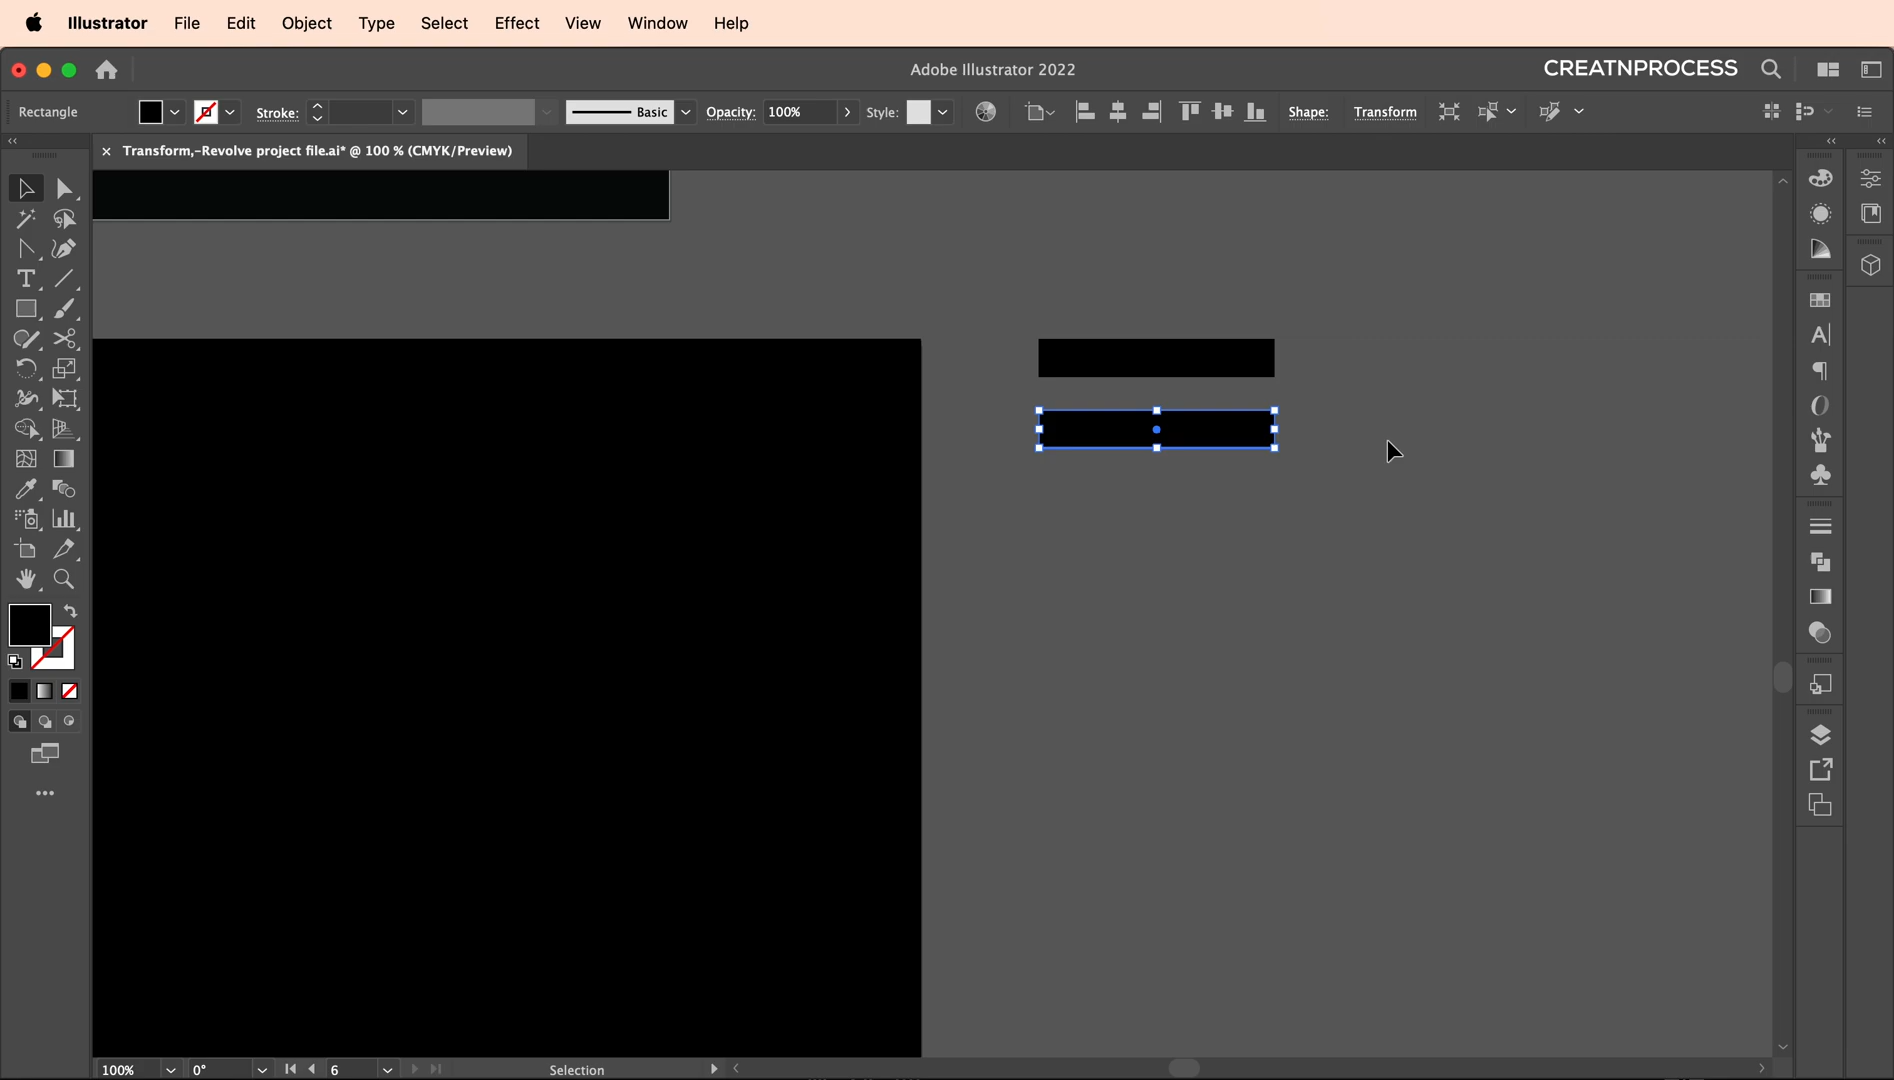 Illustrator File Edit Object Type Select Effect View Window Help
Adobe Illustrator 2022
CREATNPROCESS
Rectangle Stroke: Basic Opacity: 100% Style: Shape: Transform
× Transform,-Revolve project file.ai* @ 100 % (CMYK/Preview)
100% 0° 6 Selection